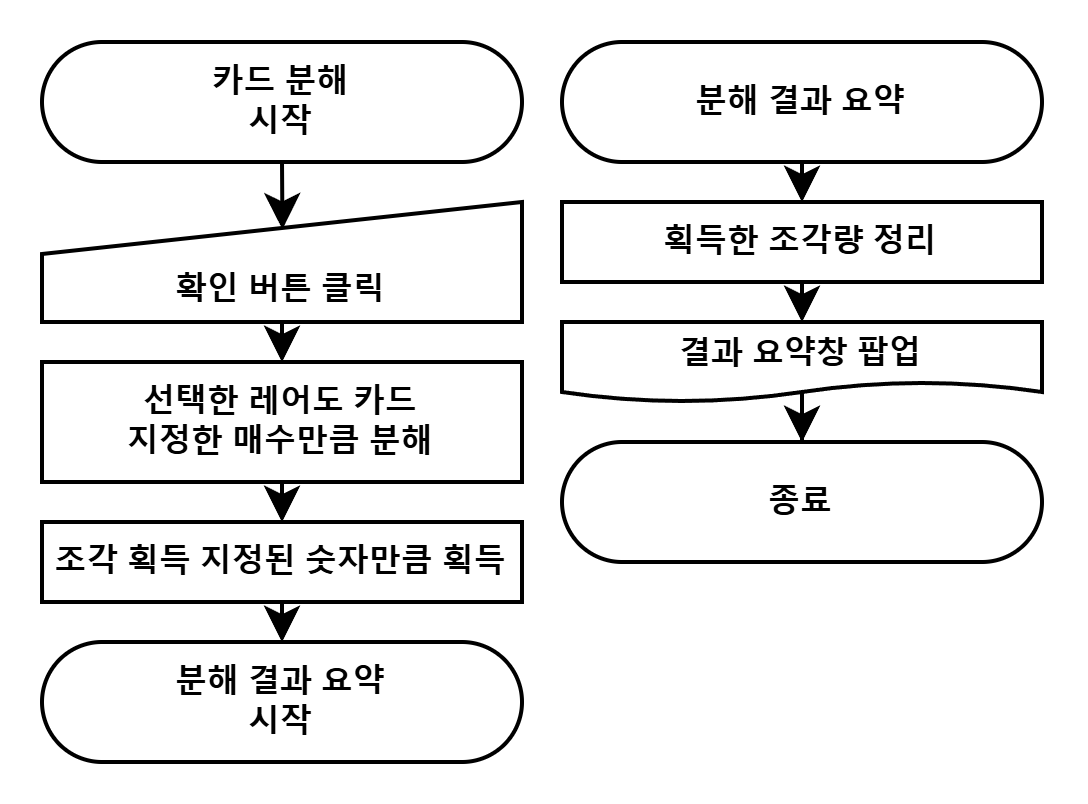 카드 분해
시작
확인 버튼 클릭
선택한 레어도 카드
지정한 매수만큼 분해
조각 획득 지정된 숫자만큼 획득
분해 결과 요약
시작
분해 결과 요약
획득한 조각량 정리
결과 요약창 팝업
종료